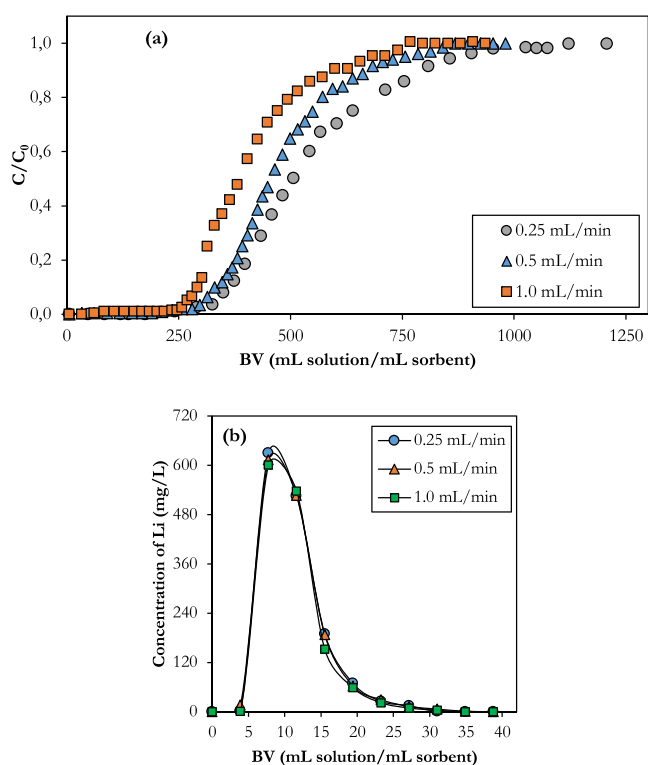 (a)
1,0
0,8
0,6
0,4
0,2
0,0
C/C0
0.25 mL/min
0.5 mL/min
1.0 mL/min
0 250 500 750 1000 1250
BV (mL solution/mL sorbent)
(b)
720
600
480
360
240
120
0
Concentration of Li (mg/L)
0.25 mL/min
0.5 mL/min
1.0 mL/min
0 5 10 15 20 25 30 35 40
BV (mL solution/mL sorbent)